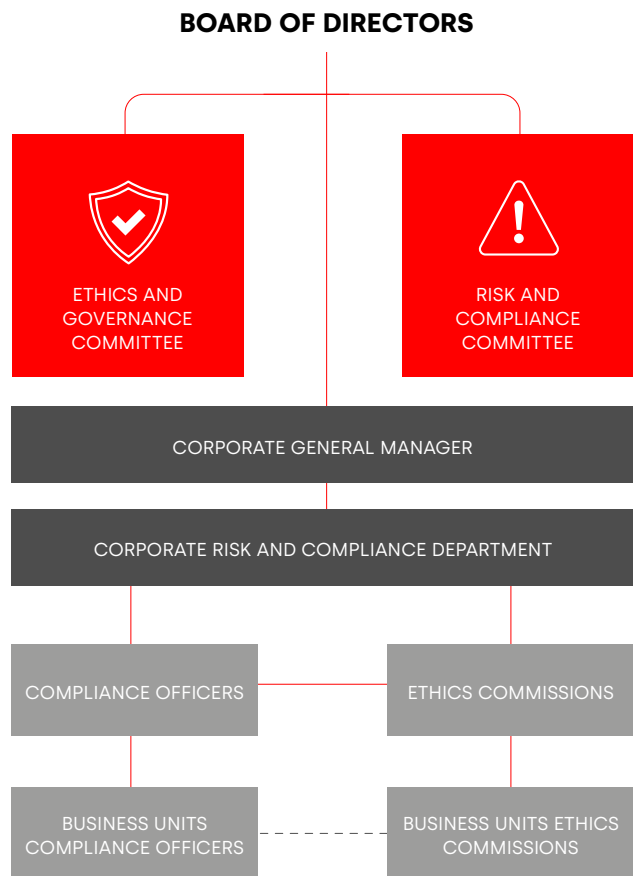 BOARD OF DIRECTORS
ETHICS AND
GOVERNANCE
COMMITTEE
RISK AND
COMPLIANCE
COMMITTEE
CORPORATE GENERAL MANAGER
CORPORATE RISK AND COMPLIANCE DEPARTMENT
COMPLIANCE OFFICERS
ETHICS COMMISSIONS
BUSINESS UNITS
COMPLIANCE OFFICERS
BUSINESS UNITS ETHICS
COMMISSIONS